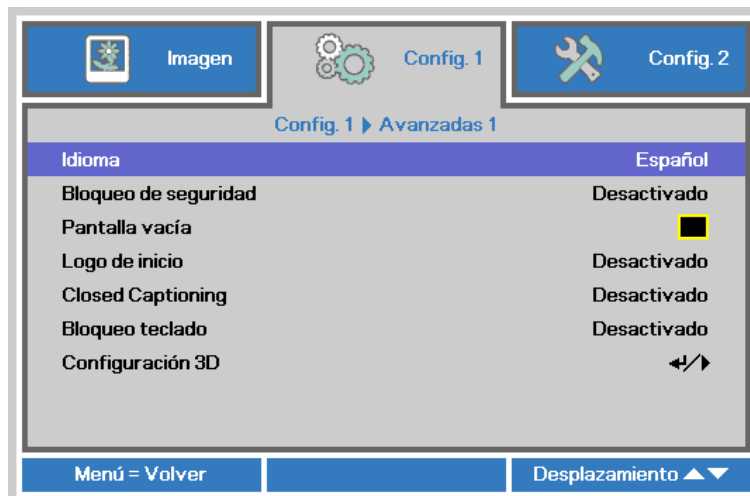 Imagen
Config. 1
Config. 2
Config. 1 Avanzadas 1
Idioma Español
Bloqueo de seguridad Desactivado
Pantalla vacía
Logo de inicio Desactivado
Closed Captioning Desactivado
Bloqueo teclado Desactivado
Configuración 3D
Menú = Volver
Desplazamiento